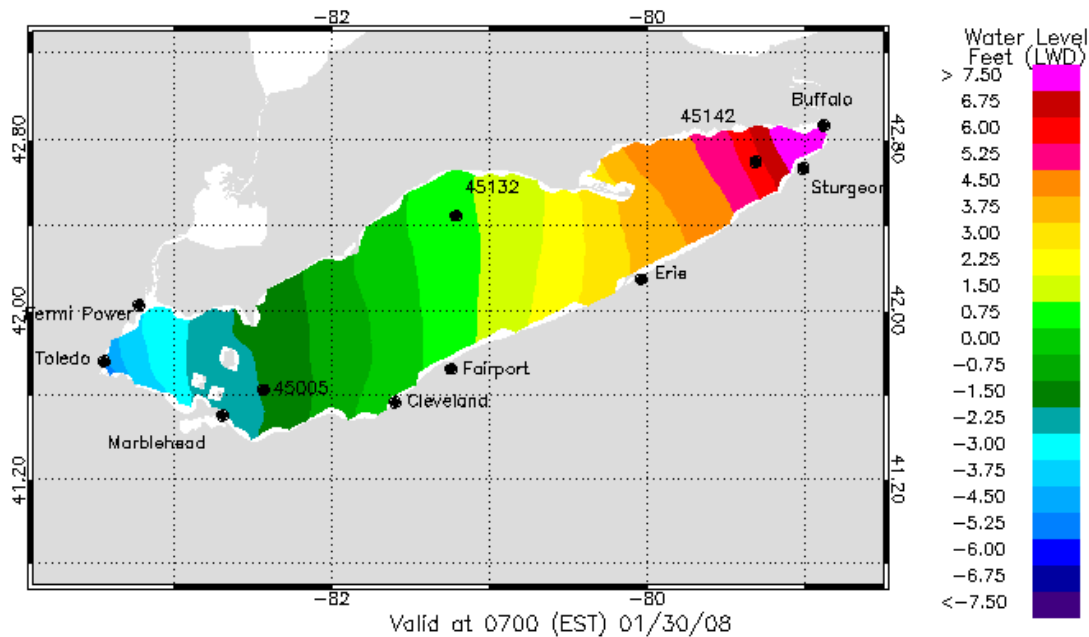 -82 -80
Water Level
Feet (LWD)
> 7.50
6.75
6.00
5.25
4.50
3.75
3.00
2.25
1.50
0.75
0.00
-0.75
-1.50
-2.25
-3.00
-3.75
-4.50
-5.25
-6.00
-6.75
<-7.50
Buffalo
45142
42.80 42.80
Sturgeon
45132
Erie
42.00 42.00
Fermi Power
Toledo
Fairport
45005
Cleveland
Marblehead
41.20 41.20
-82 -80
Valid at 0700 (EST) 01/30/08